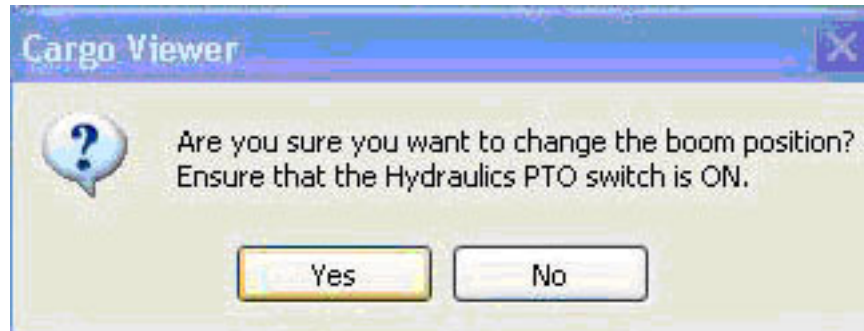 Cargo Viewer
Are you sure you want to change the boom position?
Ensure that the Hydraulics PTO switch is ON.
Yes
No